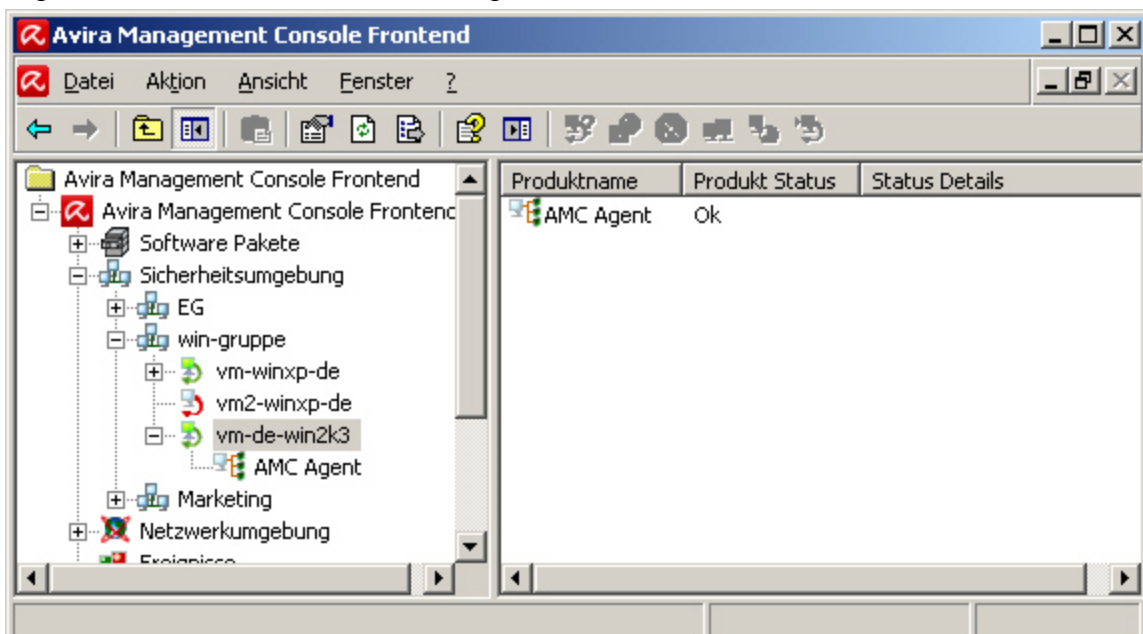 Avira Management Console Frontend
Datei Aktion Ansicht Fenster ?
Avira Management Console Frontend
Avira Management Console Frontend
Software Pakete
Sicherheitsumgebung
EG
win-gruppe
vm-winxp-de
vm2-winxp-de
vm-de-win2k3
AMC Agent
Marketing
Netzwerkumgebung
Ereignisse
Produktname Produkt Status Status Details
AMC Agent Ok